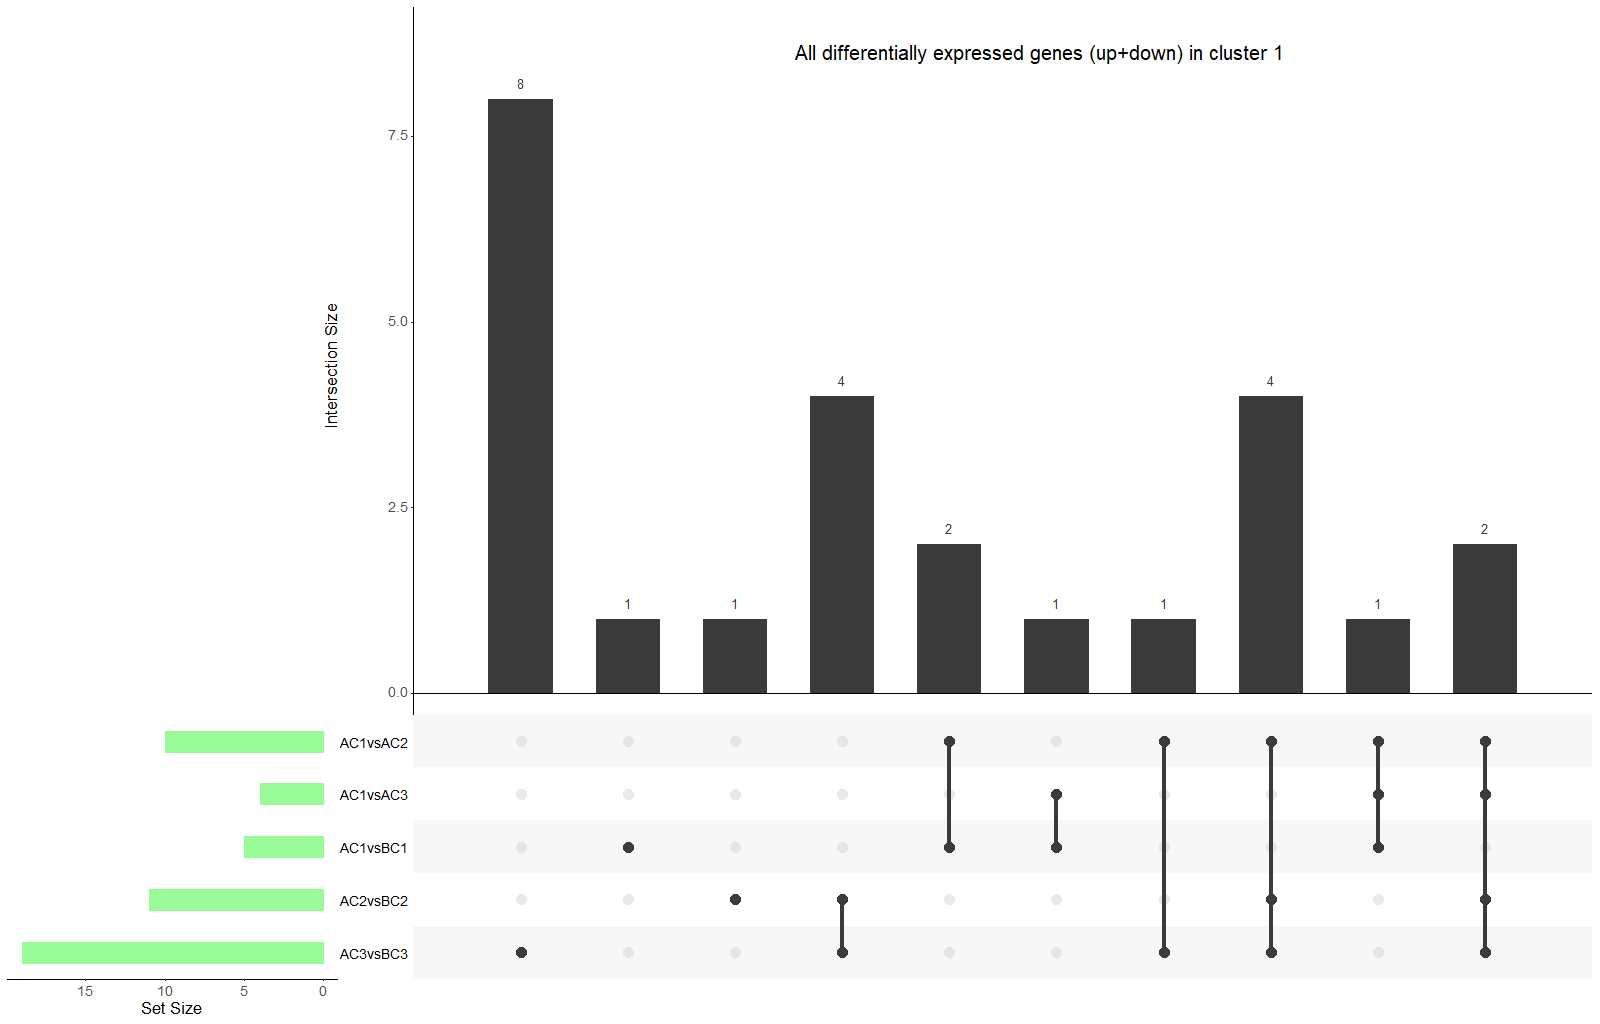 All differentially expressed genes (up+down) in cluster 1
Intersection Size
7.5
5.0
2.5
0.0
8
1
1
4
2
1
1
4
1
2
AC1vsAC2
AC1vsAC3
AC1vsBC1
AC2vsBC2
AC3vsBC3
15 10 5 0
Set Size